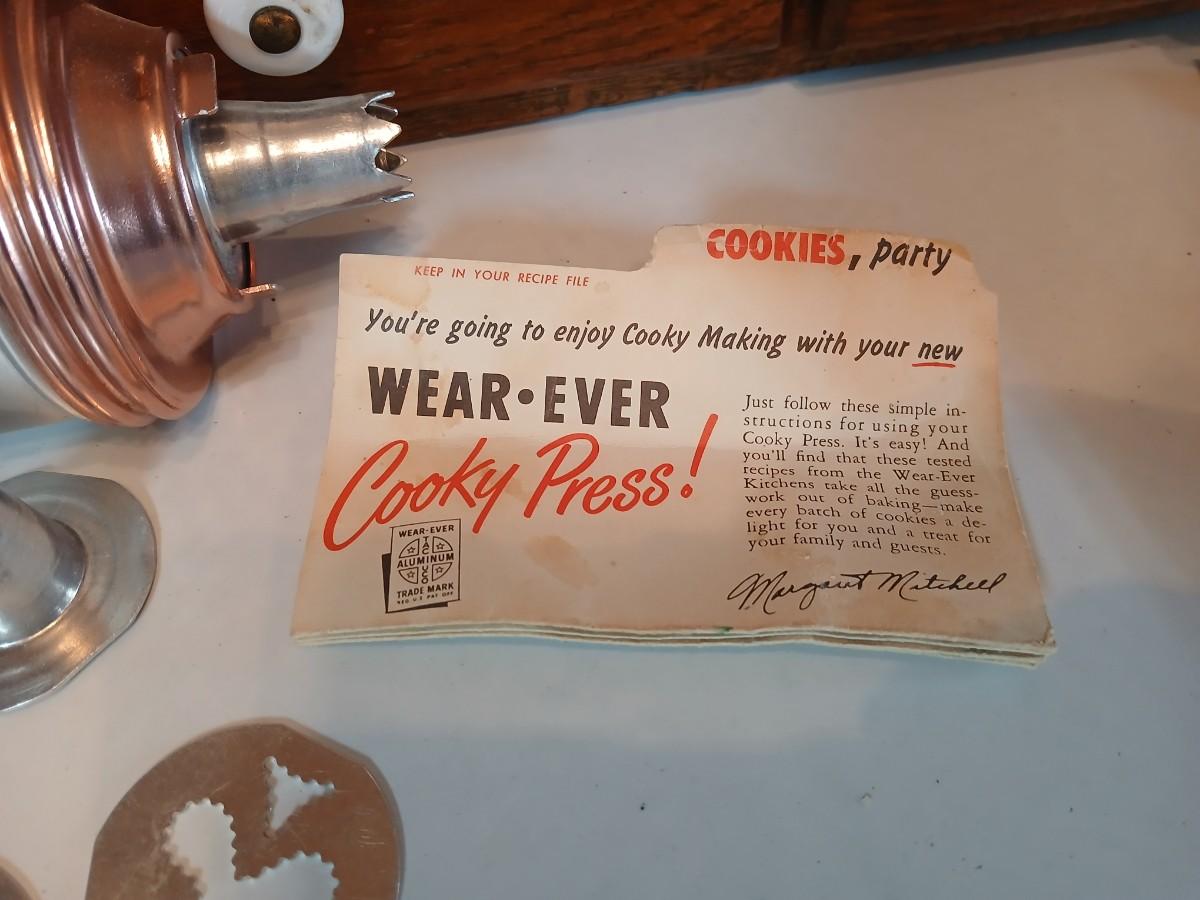 COOKIES, party
KEEP IN YOUR RECIPE FILE
You're going to enjoy Cooky Making with your new
WEAR•EVER
Cooky Press!
Just follow these simple in-
structions for using your
Cooky Press. It's easy! And
you'll find that these tested
recipes from the Wear-Ever
Kitchens take all the guess-
work out of baking—make
every batch of cookies a de-
light for you and a treat for
your family and guests.
Margaret Mitchell
WEAR-EVER
TACUCO
ALUMINUM
TRADE MARK
REG. U.S. PAT. OFF.